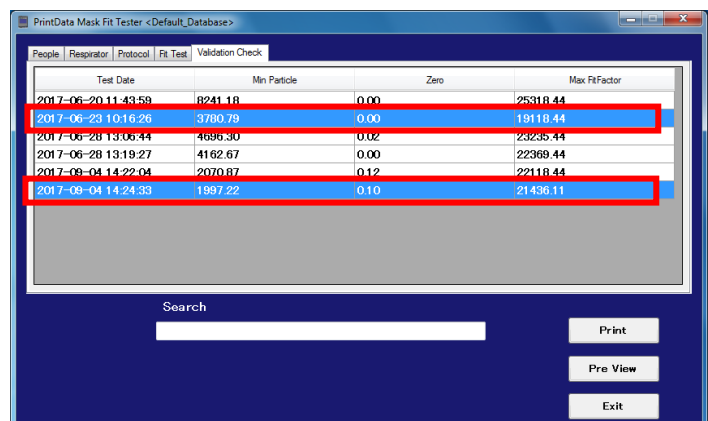 PrintData Mask Fit Tester <Default_Database>
People Respirator Protocol Fit Test Validation Check
Test Date Min Particle Zero Max FitFactor
2017-06-20 11:43:59 8241.18 0.00 25318.44
2017-06-23 10:16:26 3780.79 0.00 19118.44
2017-06-28 13:06:44 4696.30 0.02 23235.44
2017-06-28 13:19:27 4162.67 0.00 22369.44
2017-09-04 14:22:04 2070.87 0.12 22118.44
2017-09-04 14:24:33 1997.22 0.10 21436.11
Search
Print
Pre View
Exit